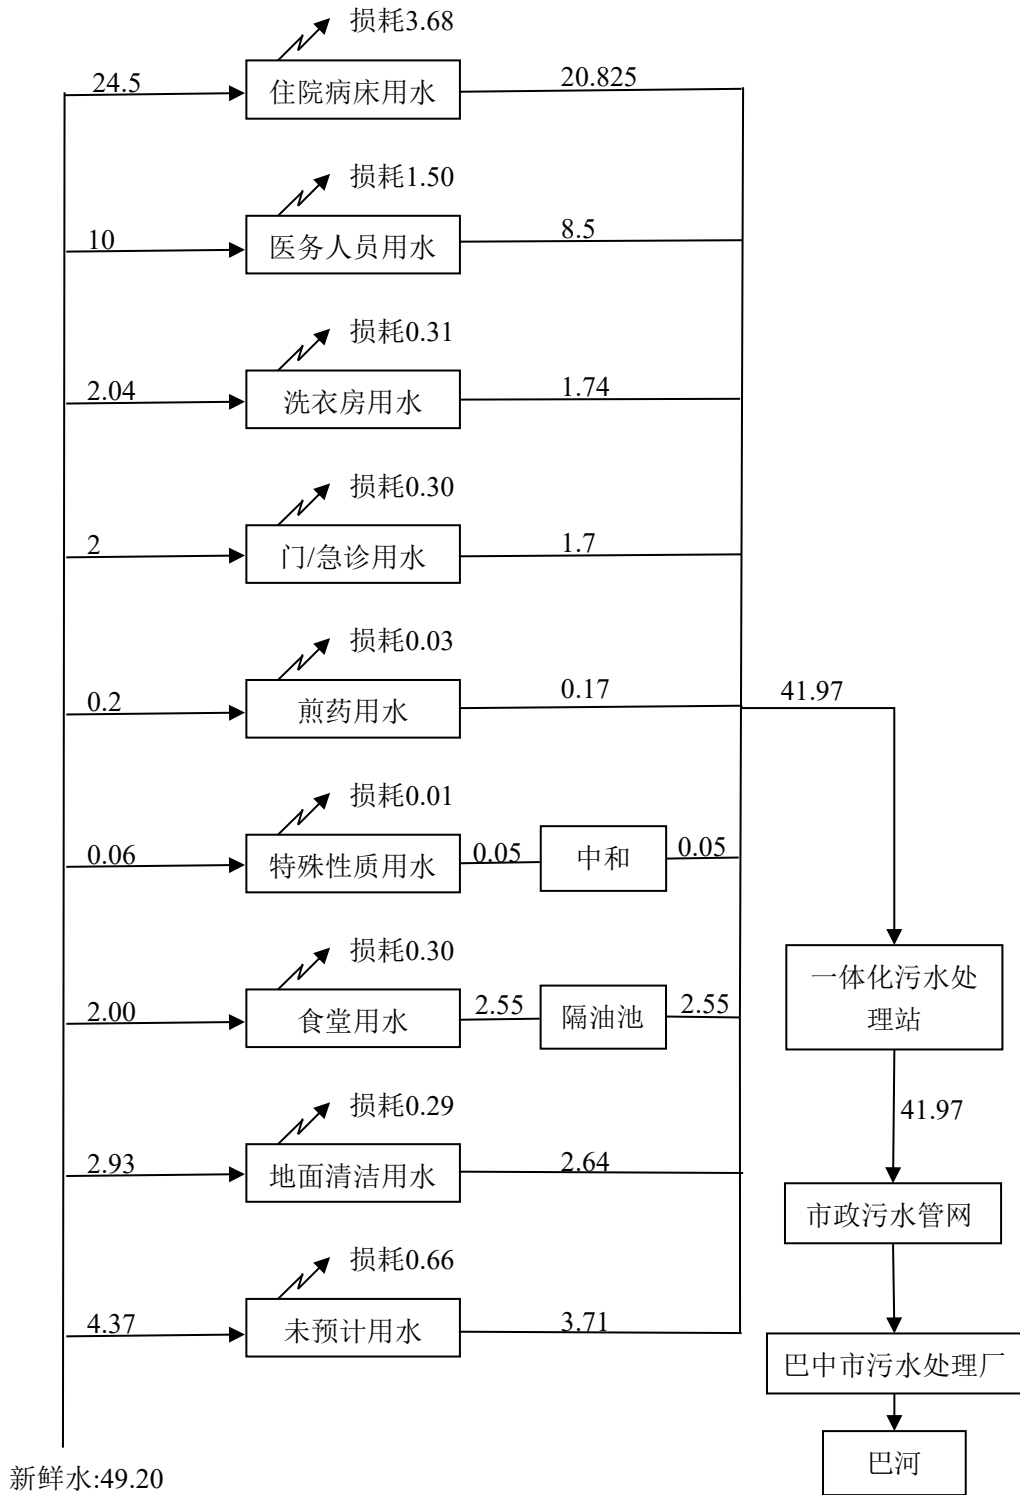 损耗3.68
24.5
住院病床用水
20.825
损耗1.50
10
医务人员用水
8.5
损耗0.31
2.04
洗衣房用水
1.74
损耗0.30
2
门/急诊用水
1.7
损耗0.03
0.2
煎药用水
0.17
41.97
损耗0.01
0.06
特殊性质用水
0.05
中和
0.05
损耗0.30
2.00
食堂用水
2.55
隔油池
2.55
一体化污水处
理站
41.97
损耗0.29
2.93
地面清洁用水
2.64
市政污水管网
损耗0.66
4.37
未预计用水
3.71
巴中市污水处理厂
巴河
新鲜水:49.20